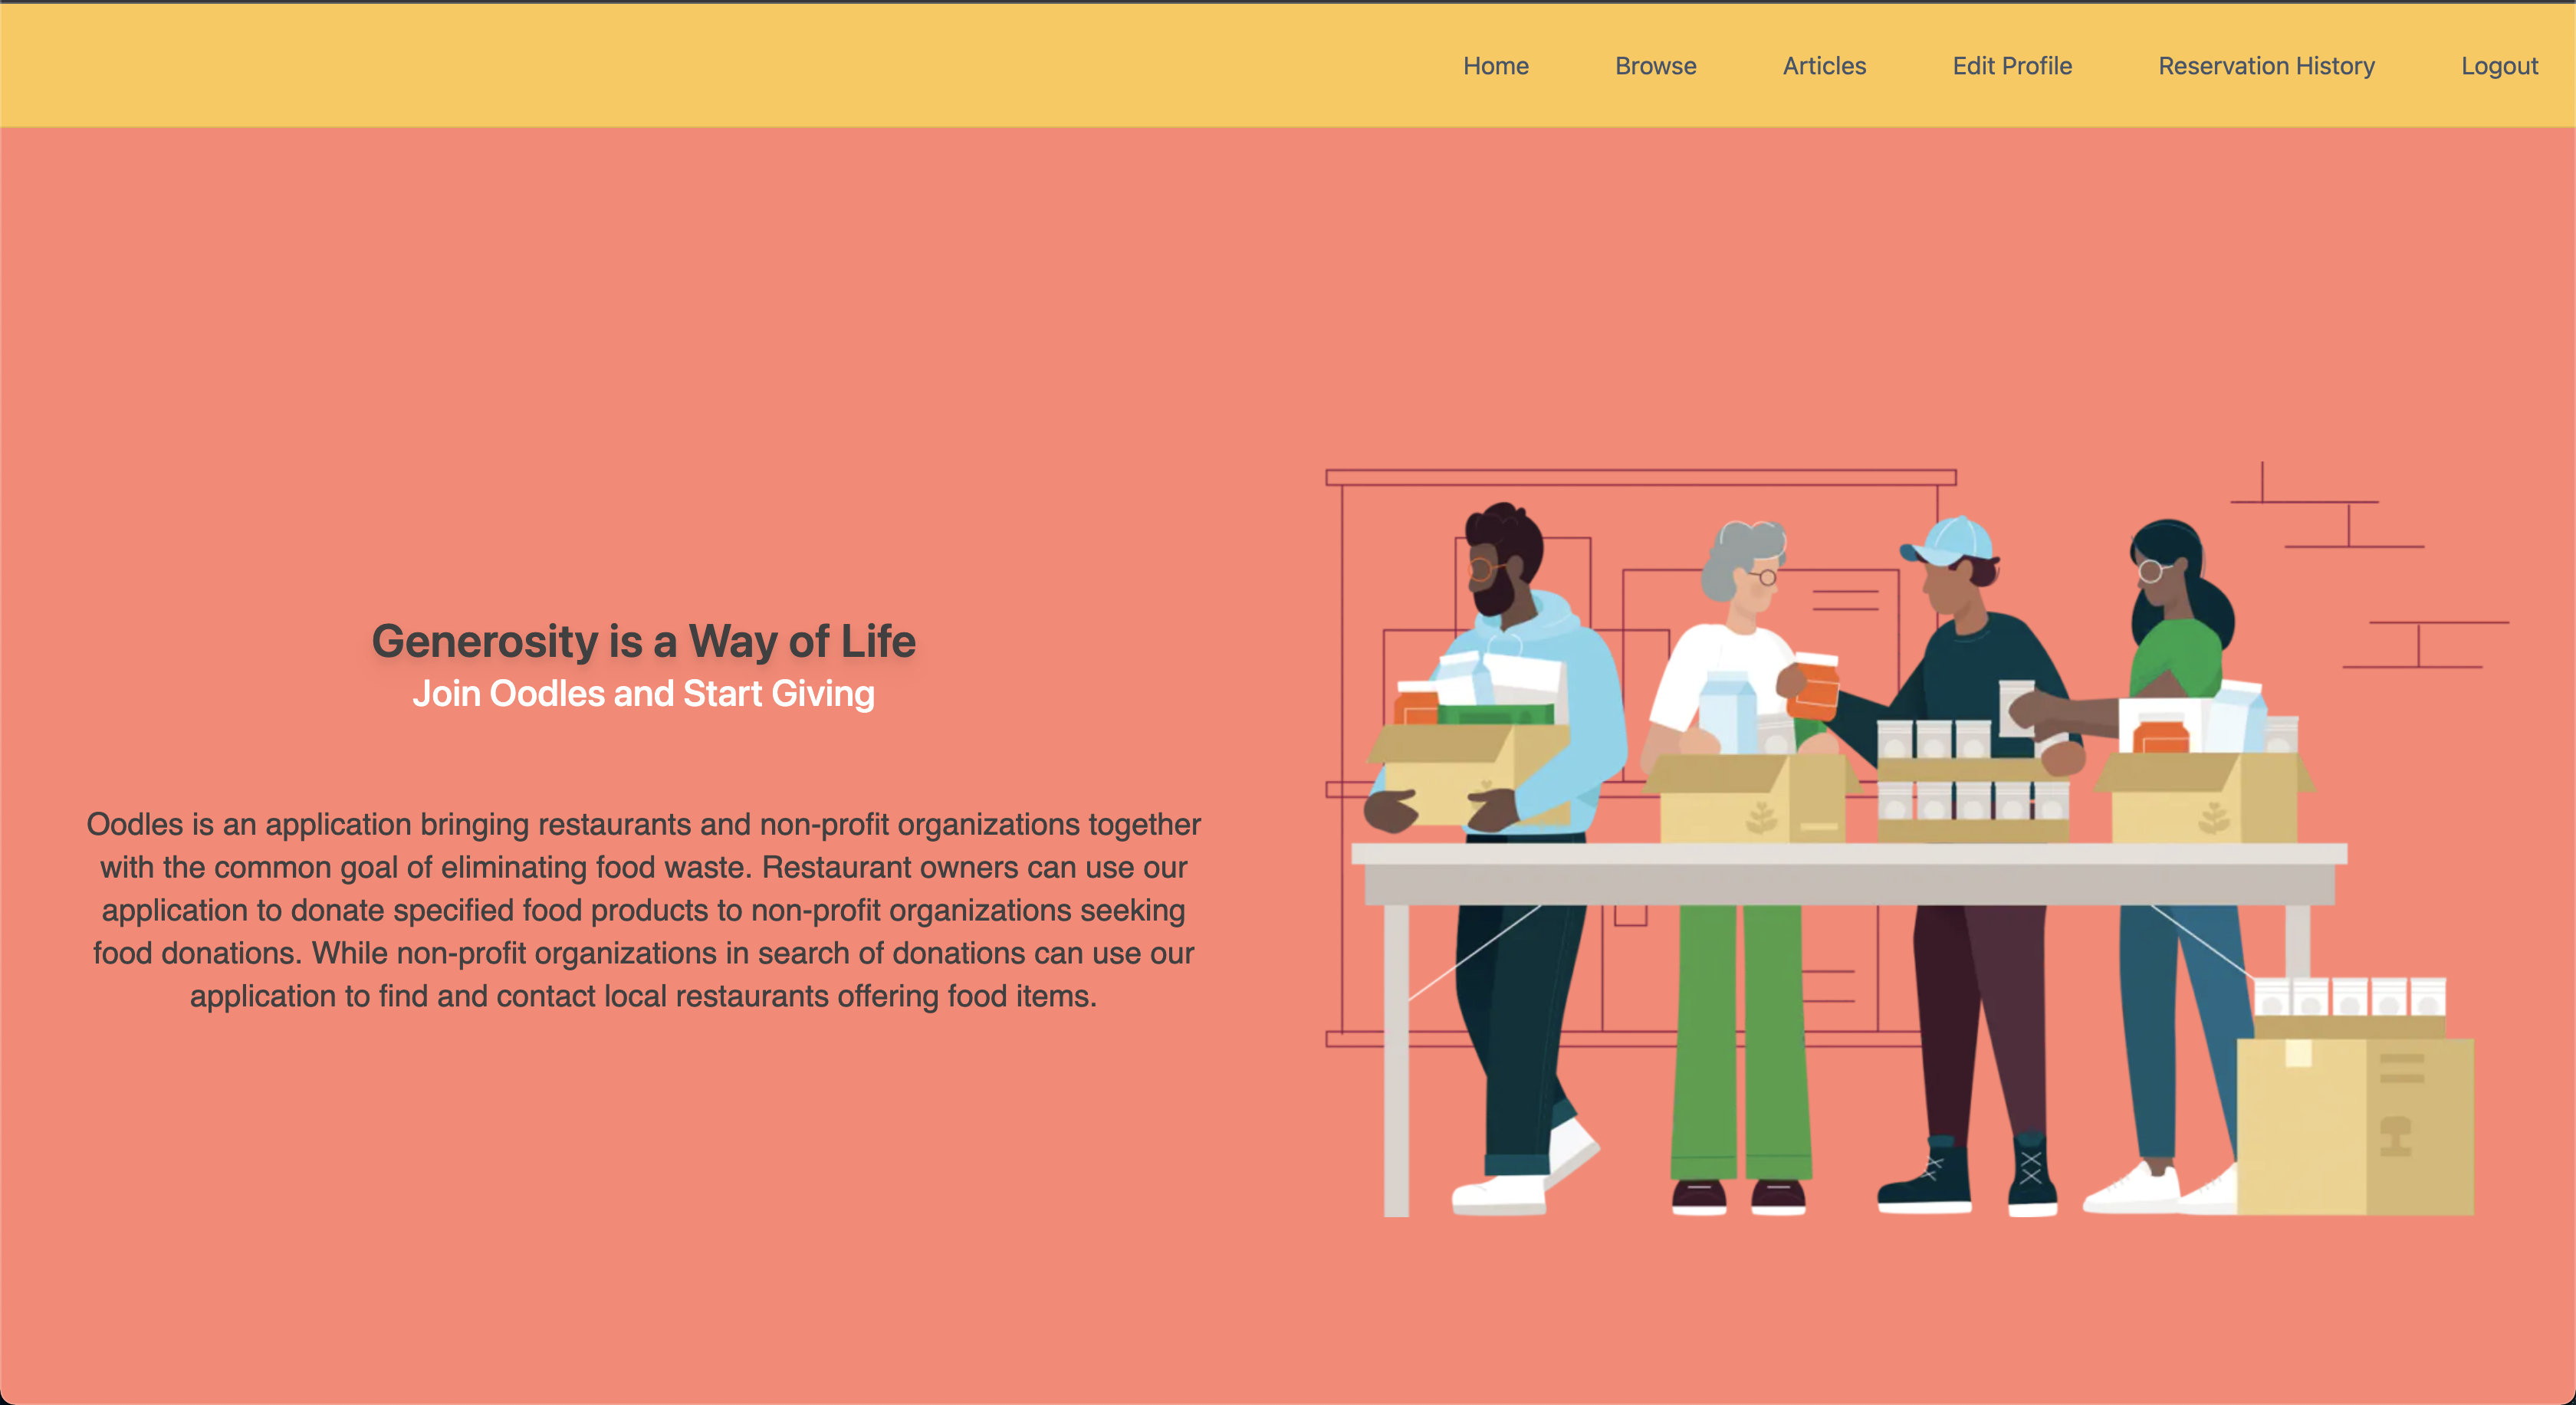 Home Browse Articles Edit Profile Reservation History Logout
Generosity is a Way of Life
Join Oodles and Start Giving
Oodles is an application bringing restaurants and non-profit organizations together
with the common goal of eliminating food waste. Restaurant owners can use our
application to donate specified food products to non-profit organizations seeking
food donations. While non-profit organizations in search of donations can use our
application to find and contact local restaurants offering food items.